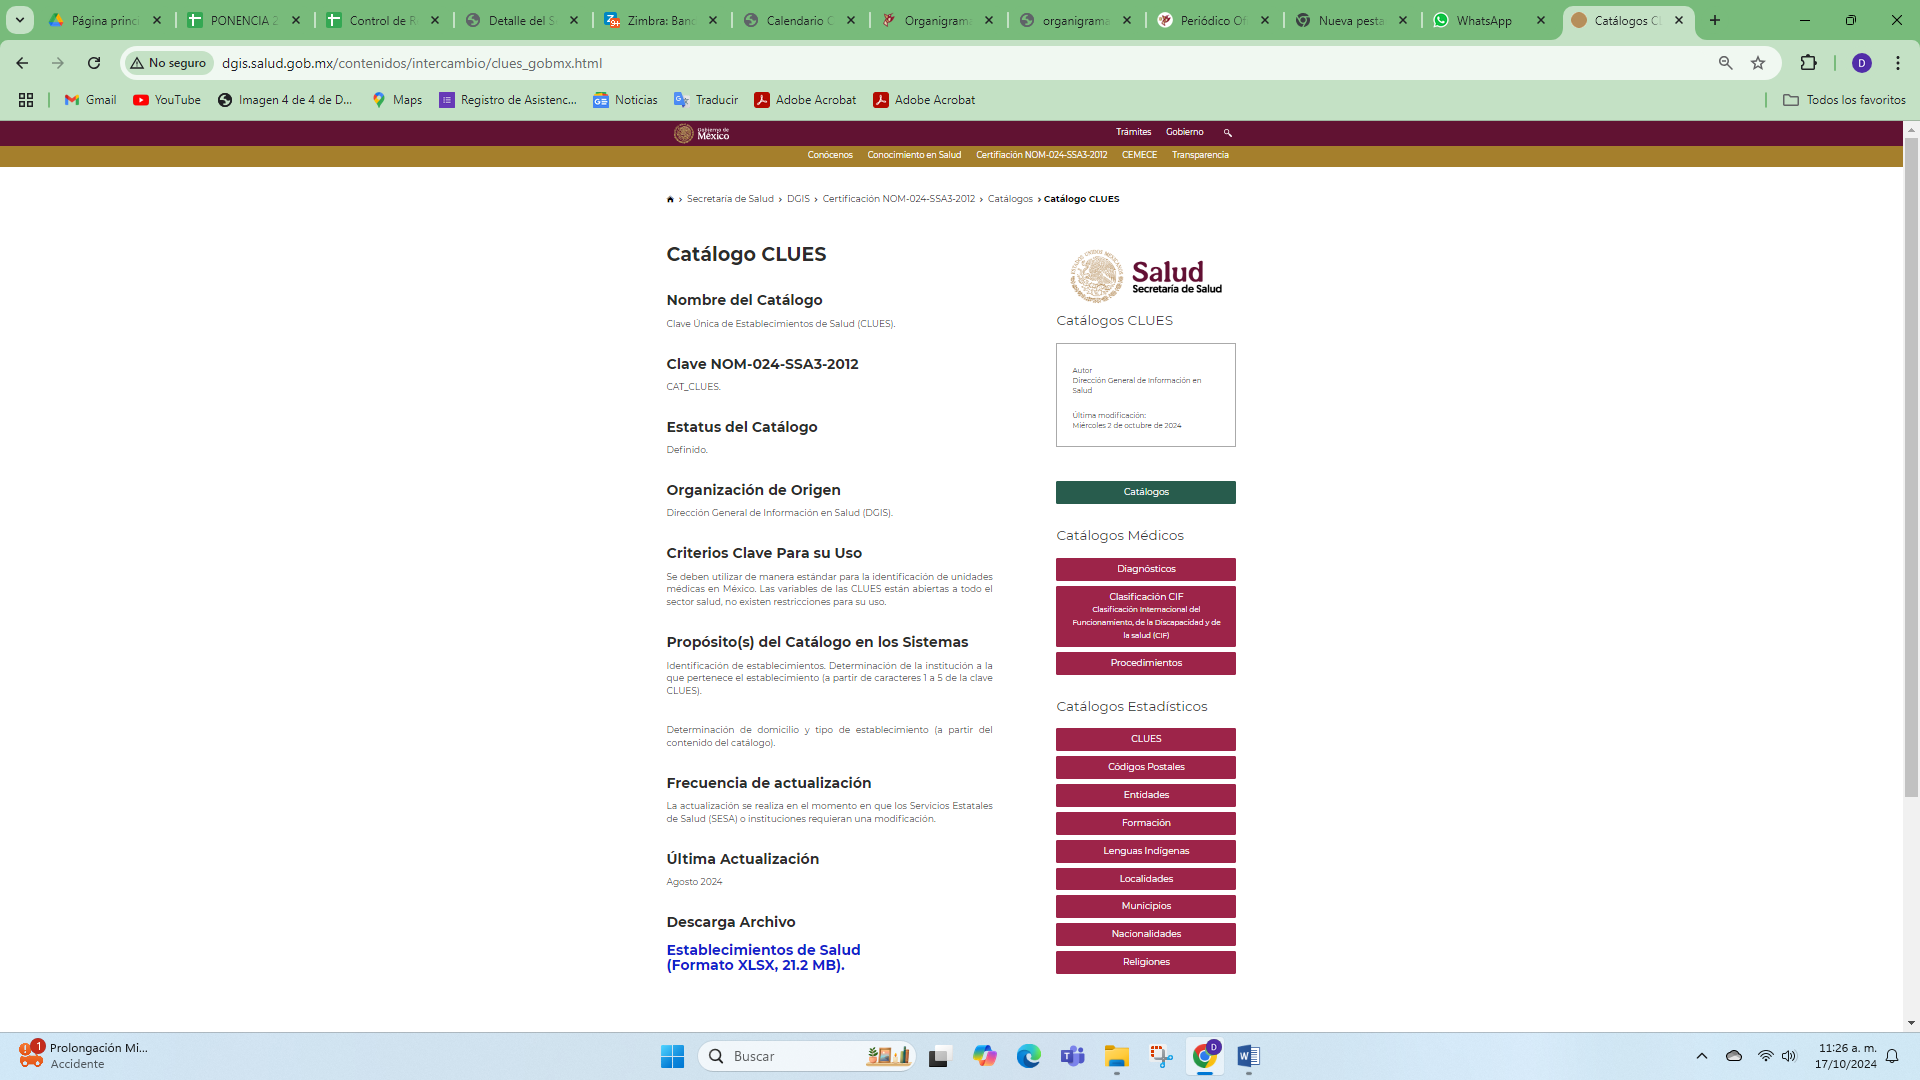 Página princi
PONENCIA 2
Control de R
Detalle del S
Zimbra: Ban
Calendario C
Organigrama
organigrama
Periódico Of
Nueva pesta
WhatsApp
Catálogos Cl
No seguro
dgis.salud.gob.mx/contenidos/intercambio/clues_gobmx.html
D
Gmail
YouTube
Imagen 4 de 4 de D...
Maps
Registro de Asistenc...
Noticias
Traducir
Adobe Acrobat
Adobe Acrobat
Todos los favoritos
Gobierno de
México
Trámites
Gobierno
Conócenos
Conocimiento en Salud
Certifiación NOM-024-SSA3-2012
CEMECE
Transparencia
Secretaría de Salud
DGIS
Certificación NOM-024-SSA3-2012
Catálogos
Catálogo CLUES
Catálogo CLUES
Nombre del Catálogo
Clave Única de Establecimientos de Salud (CLUES).
Clave NOM-024-SSA3-2012
CAT_CLUES.
Estatus del Catálogo
Definido.
Organización de Origen
Dirección General de Información en Salud (DGIS).
Criterios Clave Para su Uso
Se deben utilizar de manera estándar para la identificación de unidades
médicas en México. Las variables de las CLUES están abiertas a todo el
sector salud, no existen restricciones para su uso.
Propósito(s) del Catálogo en los Sistemas
Identificación de establecimientos. Determinación de la institución a la
que pertenece el establecimiento (a partir de caracteres 1 a 5 de la clave
CLUES).
Determinación de domicilio y tipo de establecimiento (a partir del
contenido del catálogo).
Frecuencia de actualización
La actualización se realiza en el momento en que los Servicios Estatales
de Salud (SESA) o instituciones requieran una modificación.
Última Actualización
Agosto 2024
Descarga Archivo
Establecimientos de Salud
(Formato XLSX, 21.2 MB).
Salud
Secretaría de Salud
Catálogos CLUES
Autor
Dirección General de Información en
Salud
Última modificación:
Miércoles 2 de octubre de 2024
Catálogos
Catálogos Médicos
Diagnósticos
Clasificación CIF
Clasificación Internacional del
Funcionamiento, de la Discapacidad y de
la salud (CIF)
Procedimientos
Catálogos Estadísticos
CLUES
Códigos Postales
Entidades
Formación
Lenguas Indígenas
Localidades
Municipios
Nacionalidades
Religiones
1
Prolongación Mi...
Accidente
Buscar
D
11:26 a. m.
17/10/2024